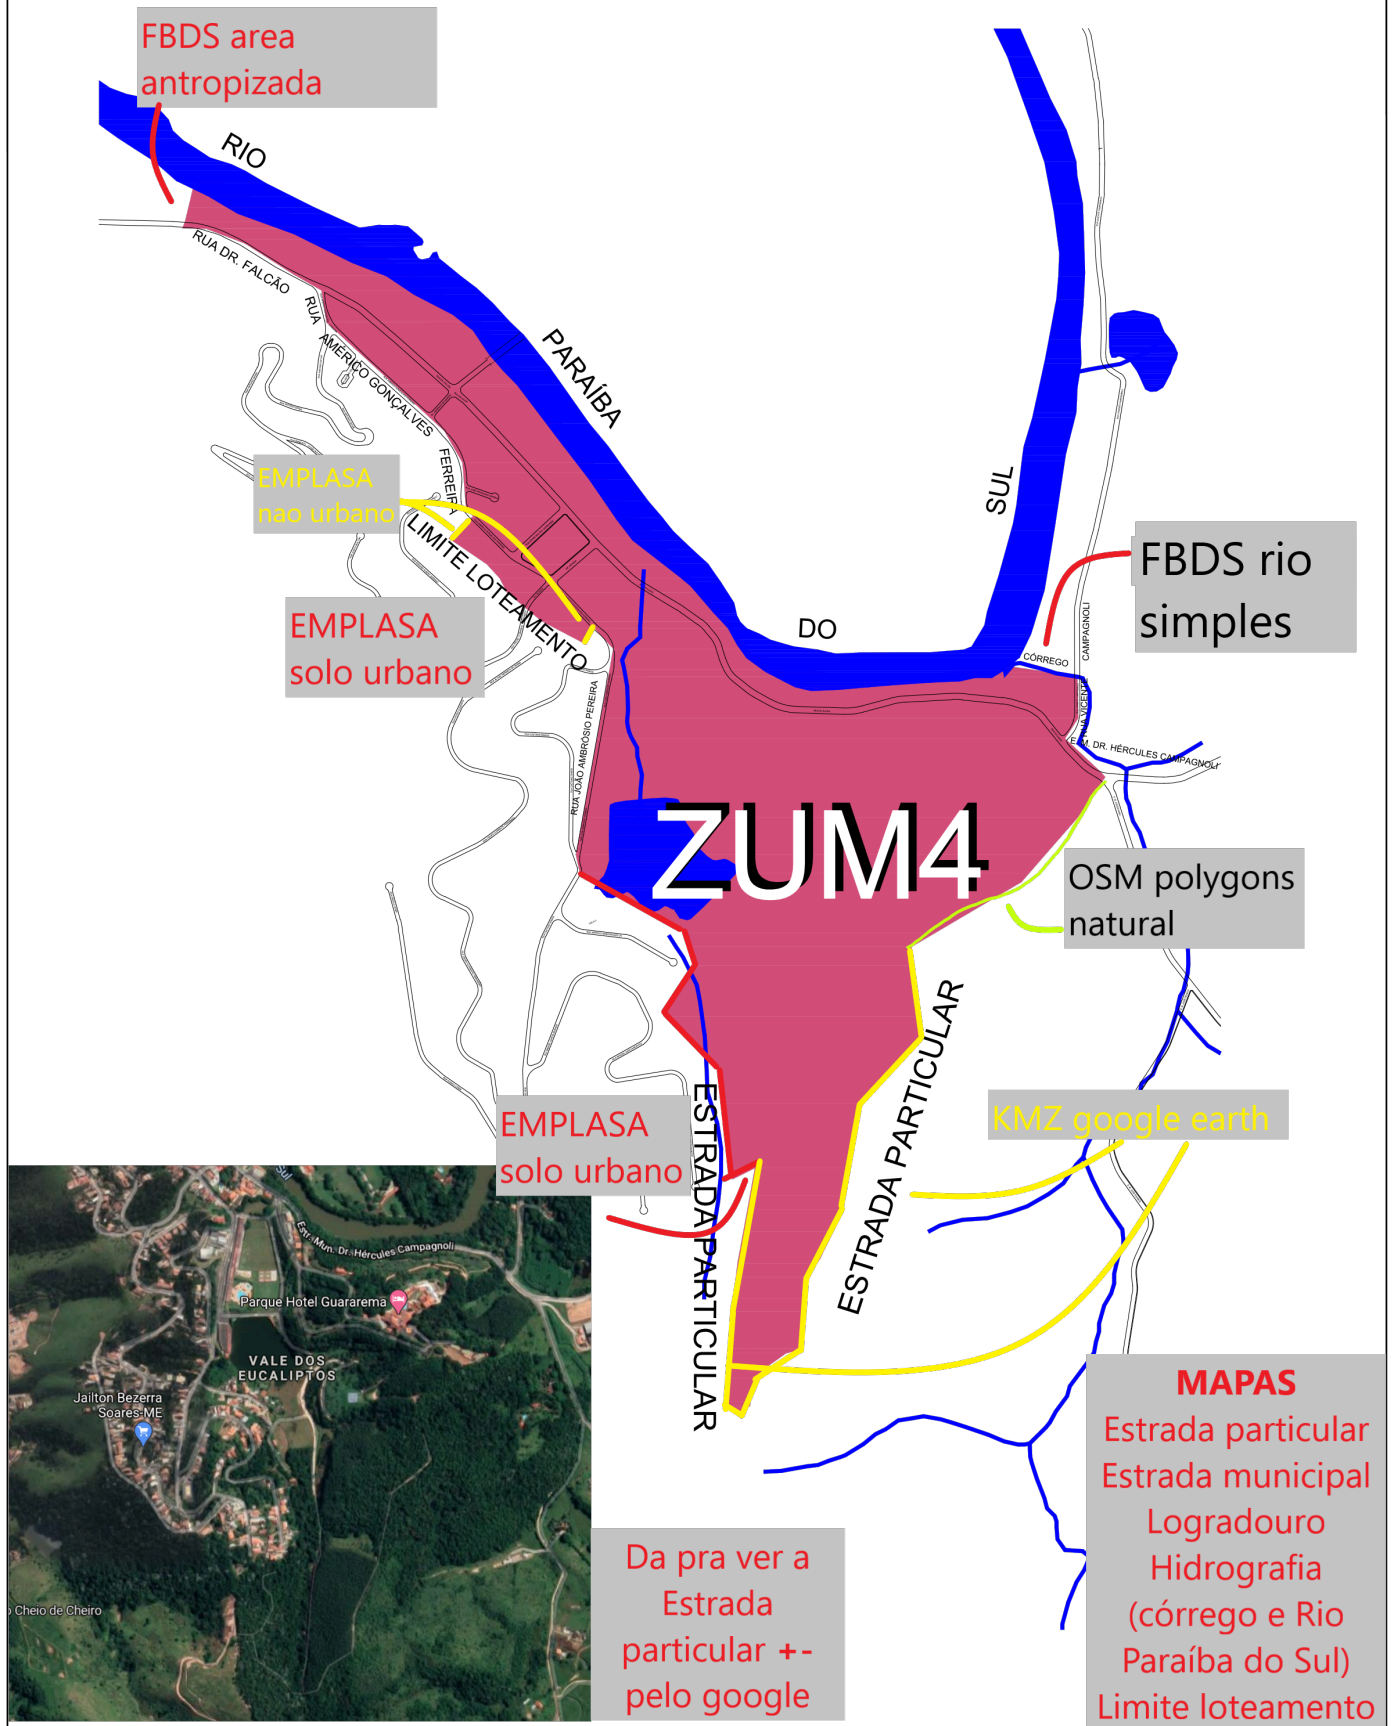 FBDS area
antropizada
RIO
RUA DR. FALCÃO
RUA
AMÉRICO GONÇALVES
FERREIRA
PARAÍBA
SUL
EMPLASA
nao urbano
LIMITE LOTEAMENTO
FBDS rio
simples
EMPLASA
solo urbano
DO
CÓRREGO
CAMPAGNOLI
RUA VICENTE
E.M. DR. HÉRCULES CAMPAGNOLI
RUA JOÃO AMBRÓSIO PEREIRA
ZUM4
OSM polygons
natural
ESTRADA PARTICULAR
KMZ google earth
EMPLASA
solo urbano
ESTRADA PARTICULAR
Sul
Estr. Mun. Dr. Hércules Campagnoli
Parque Hotel Guararema
VALE DOS
EUCALIPTOS
Jailton Bezerra
Soares-ME
o Cheio de Cheiro
Da pra ver a
Estrada
particular +-
pelo google
MAPAS
Estrada particular
Estrada municipal
Logradouro
Hidrografia
(córrego e Rio
Paraíba do Sul)
Limite loteamento